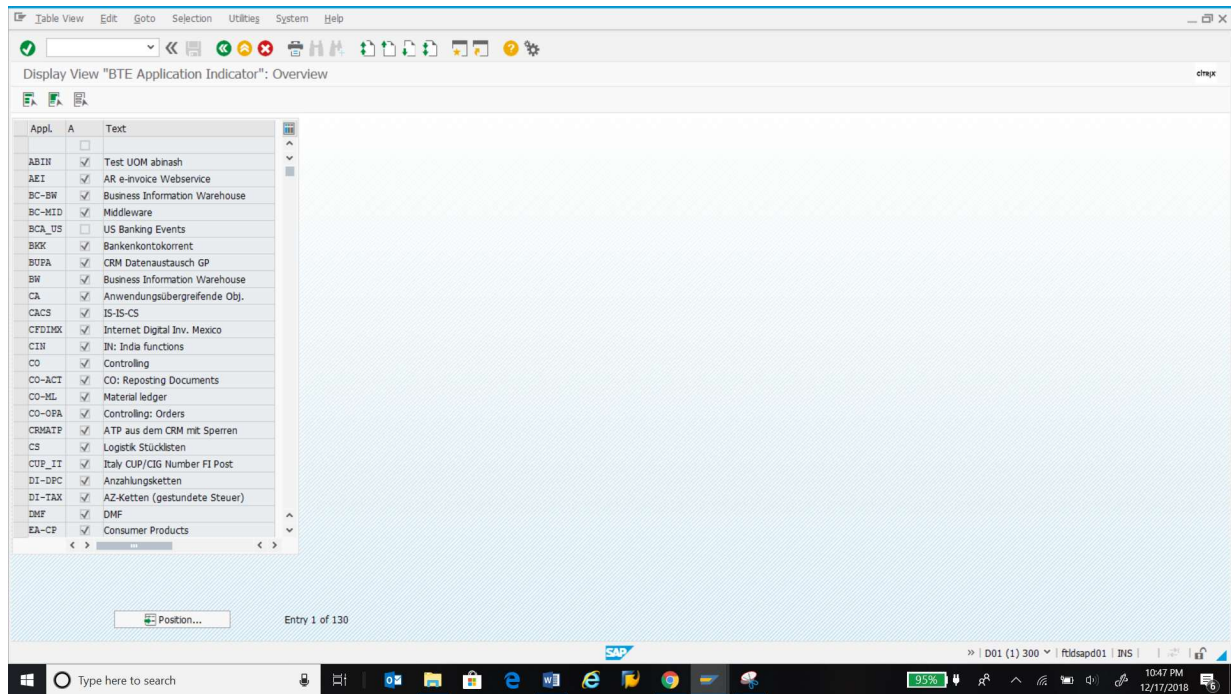 Table View Edit Goto Selection Utilities System Help
Display View "BTE Application Indicator": Overview
citrix
Appl. A Text
ABIN Test UOM abinash
AEI AR e-invoice Webservice
BC-BW Business Information Warehouse
BC-MID Middleware
BCA_US US Banking Events
BKK Bankenkontokorrent
BUPA CRM Datenaustausch GP
BW Business Information Warehouse
CA Anwendungsübergreifende Obj.
CACS IS-IS-CS
CFDIMX Internet Digital Inv. Mexico
CIN IN: India functions
CO Controlling
CO-ACT CO: Reposting Documents
CO-ML Material ledger
CO-OPA Controlling: Orders
CRMATP ATP aus dem CRM mit Sperren
CS Logistik Stücklisten
CUP_IT Italy CUP/CIG Number FI Post
DI-DPC Anzahlungsketten
DI-TAX AZ-Ketten (gestundete Steuer)
DMF DMF
EA-CP Consumer Products
Position... Entry 1 of 130
SAP » | D01 (1) 300 | ftldsapd01 | INS |
Type here to search 95% 10:47 PM
12/17/2018